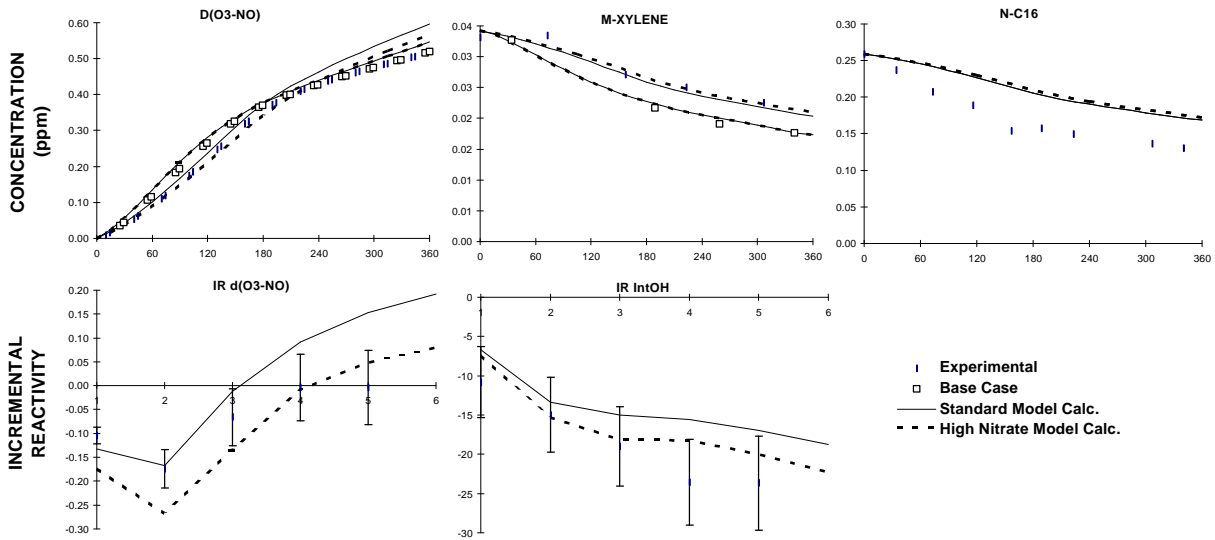 D(O3-NO)
0.60
0.50
0.40
0.30
0.20
0.10
0.00
0 60 120 180 240 300 360
CONCENTRATION
(ppm)
M-XYLENE
0.04
0.03
0.03
0.02
0.02
0.01
0.01
0.00
0 60 120 180 240 300 360
N-C16
0.30
0.25
0.20
0.15
0.10
0.05
0.00
0 60 120 180 240 300 360
IR d(O3-NO)
0.20
0.15
0.10
0.05
0.00
-0.05
-0.10
-0.15
-0.20
-0.25
-0.30
1 2 3 4 5 6
INCREMENTAL
REACTIVITY
IR IntOH
0
-5
-10
-15
-20
-25
-30
1 2 3 4 5 6
Experimental
Base Case
Standard Model Calc.
High Nitrate Model Calc.